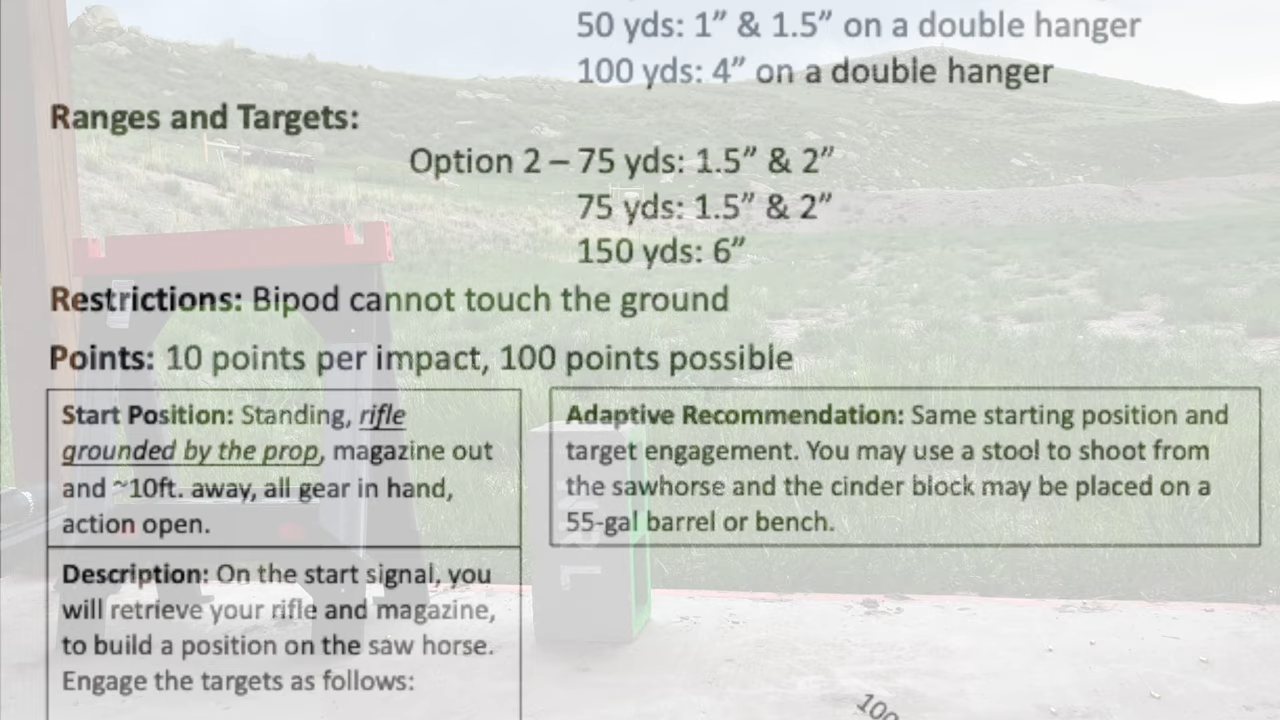 50 yds: 1” & 1.5” on a double hanger
100 yds: 4” on a double hanger
Ranges and Targets:
Option 2 – 75 yds: 1.5” & 2”
75 yds: 1.5” & 2”
150 yds: 6”
Restrictions: Bipod cannot touch the ground
Points: 10 points per impact, 100 points possible
Start Position: Standing, rifle
grounded by the prop, magazine out
and ~10ft. away, all gear in hand,
action open.
Adaptive Recommendation: Same starting position and
target engagement. You may use a stool to shoot from
the sawhorse and the cinder block may be placed on a
55-gal barrel or bench.
Description: On the start signal, you
will retrieve your rifle and magazine,
to build a position on the saw horse.
Engage the targets as follows:
100